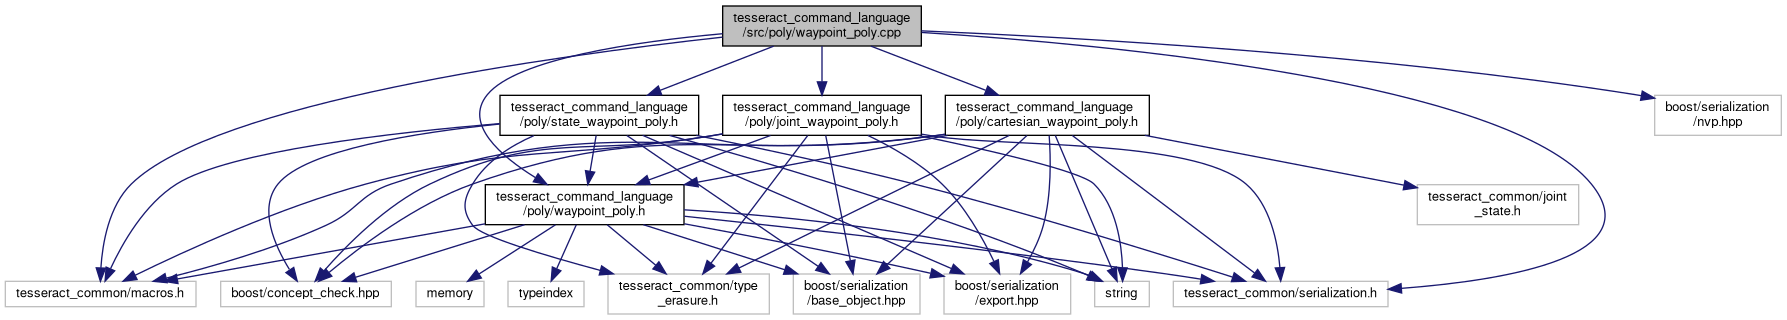 tesseract_command_language
/src/poly/waypoint_poly.cpp
tesseract_command_language
/poly/state_waypoint_poly.h
tesseract_command_language
/poly/joint_waypoint_poly.h
tesseract_command_language
/poly/cartesian_waypoint_poly.h
boost/serialization
/nvp.hpp
tesseract_command_language
/poly/waypoint_poly.h
tesseract_common/joint
_state.h
tesseract_common/macros.h
boost/concept_check.hpp
memory
typeindex
tesseract_common/type
_erasure.h
boost/serialization
/base_object.hpp
boost/serialization
/export.hpp
string
tesseract_common/serialization.h